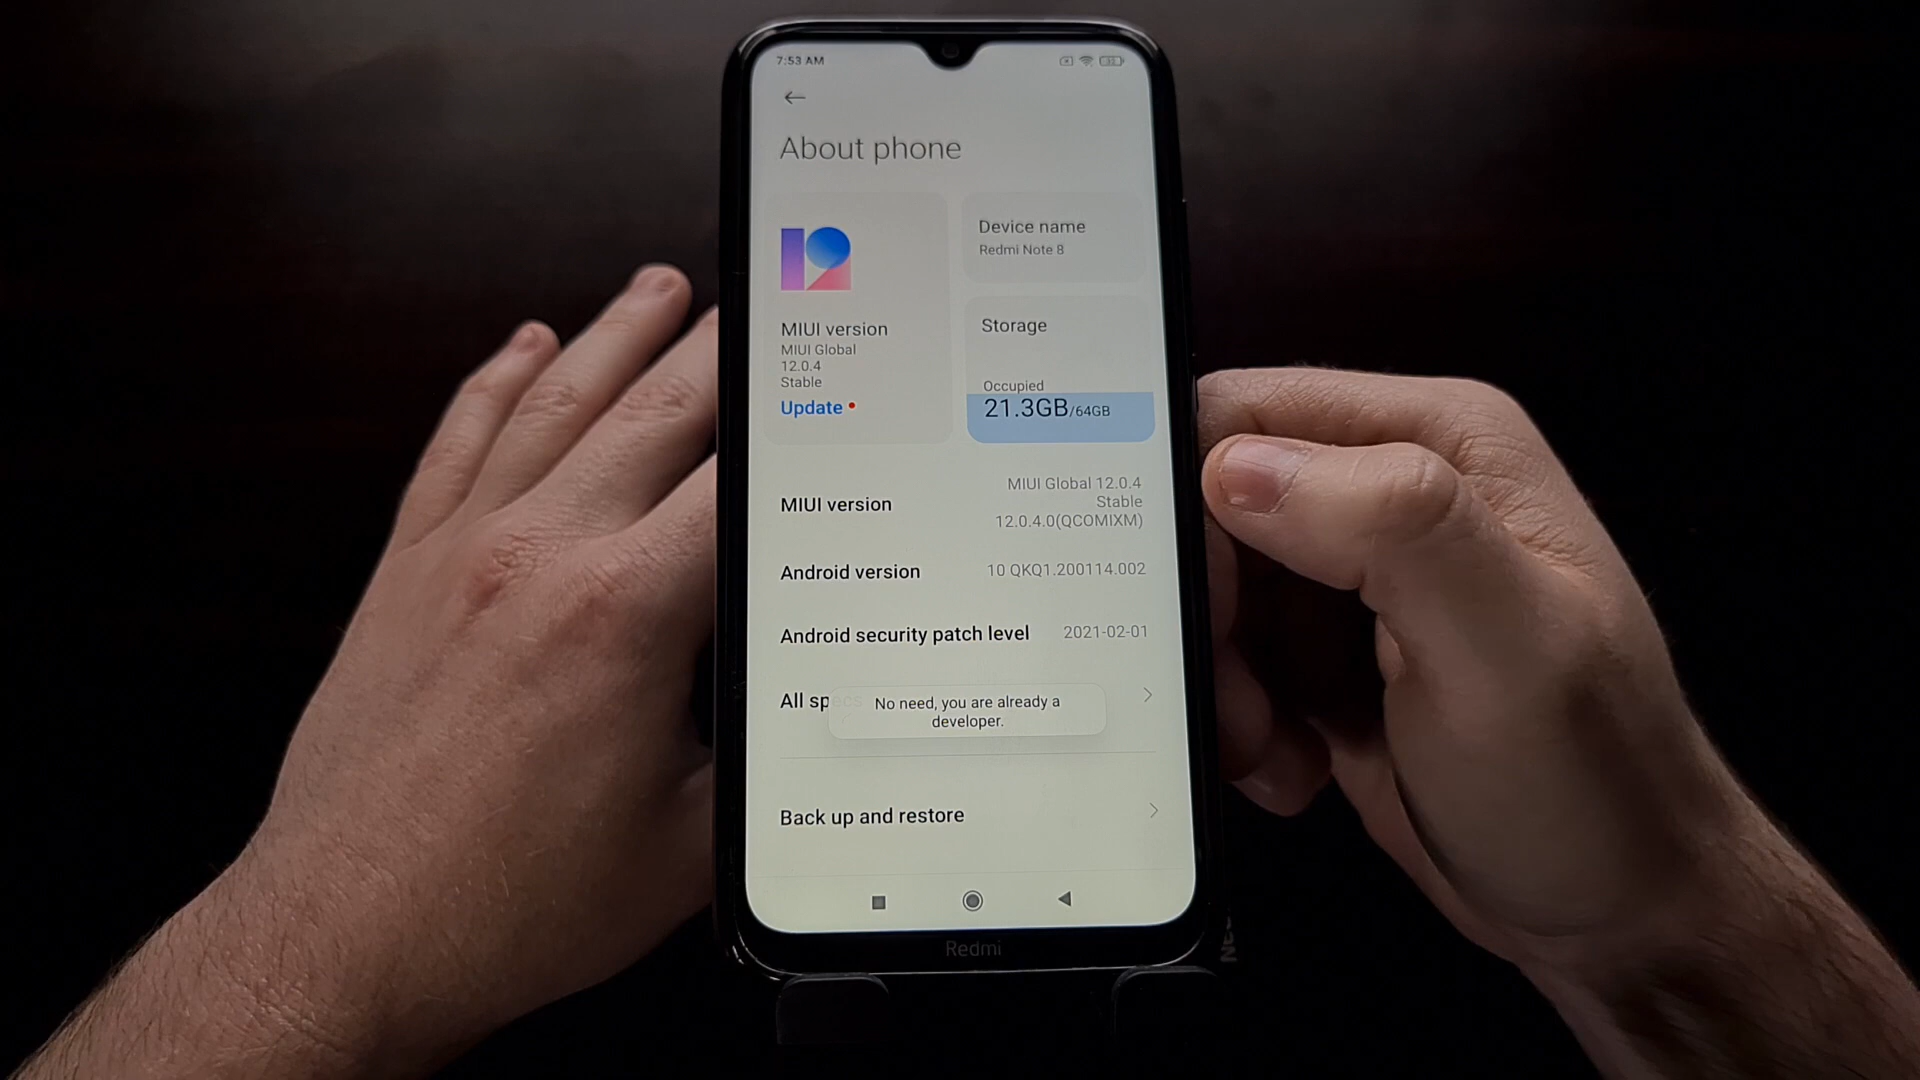 7:53 AM
35
About phone
Device name
Redmi Note 8
MIUI version
MIUI Global
12.0.4
Stable
Update
Storage
Occupied
21.3GB/64GB
MIUI version
MIUI Global 12.0.4
Stable
12.0.4.0(QCOMIXM)
Android version
10 QKQ1.200114.002
Android security patch level
2021-02-01
All specs
No need, you are already a
developer.
Back up and restore
Redmi